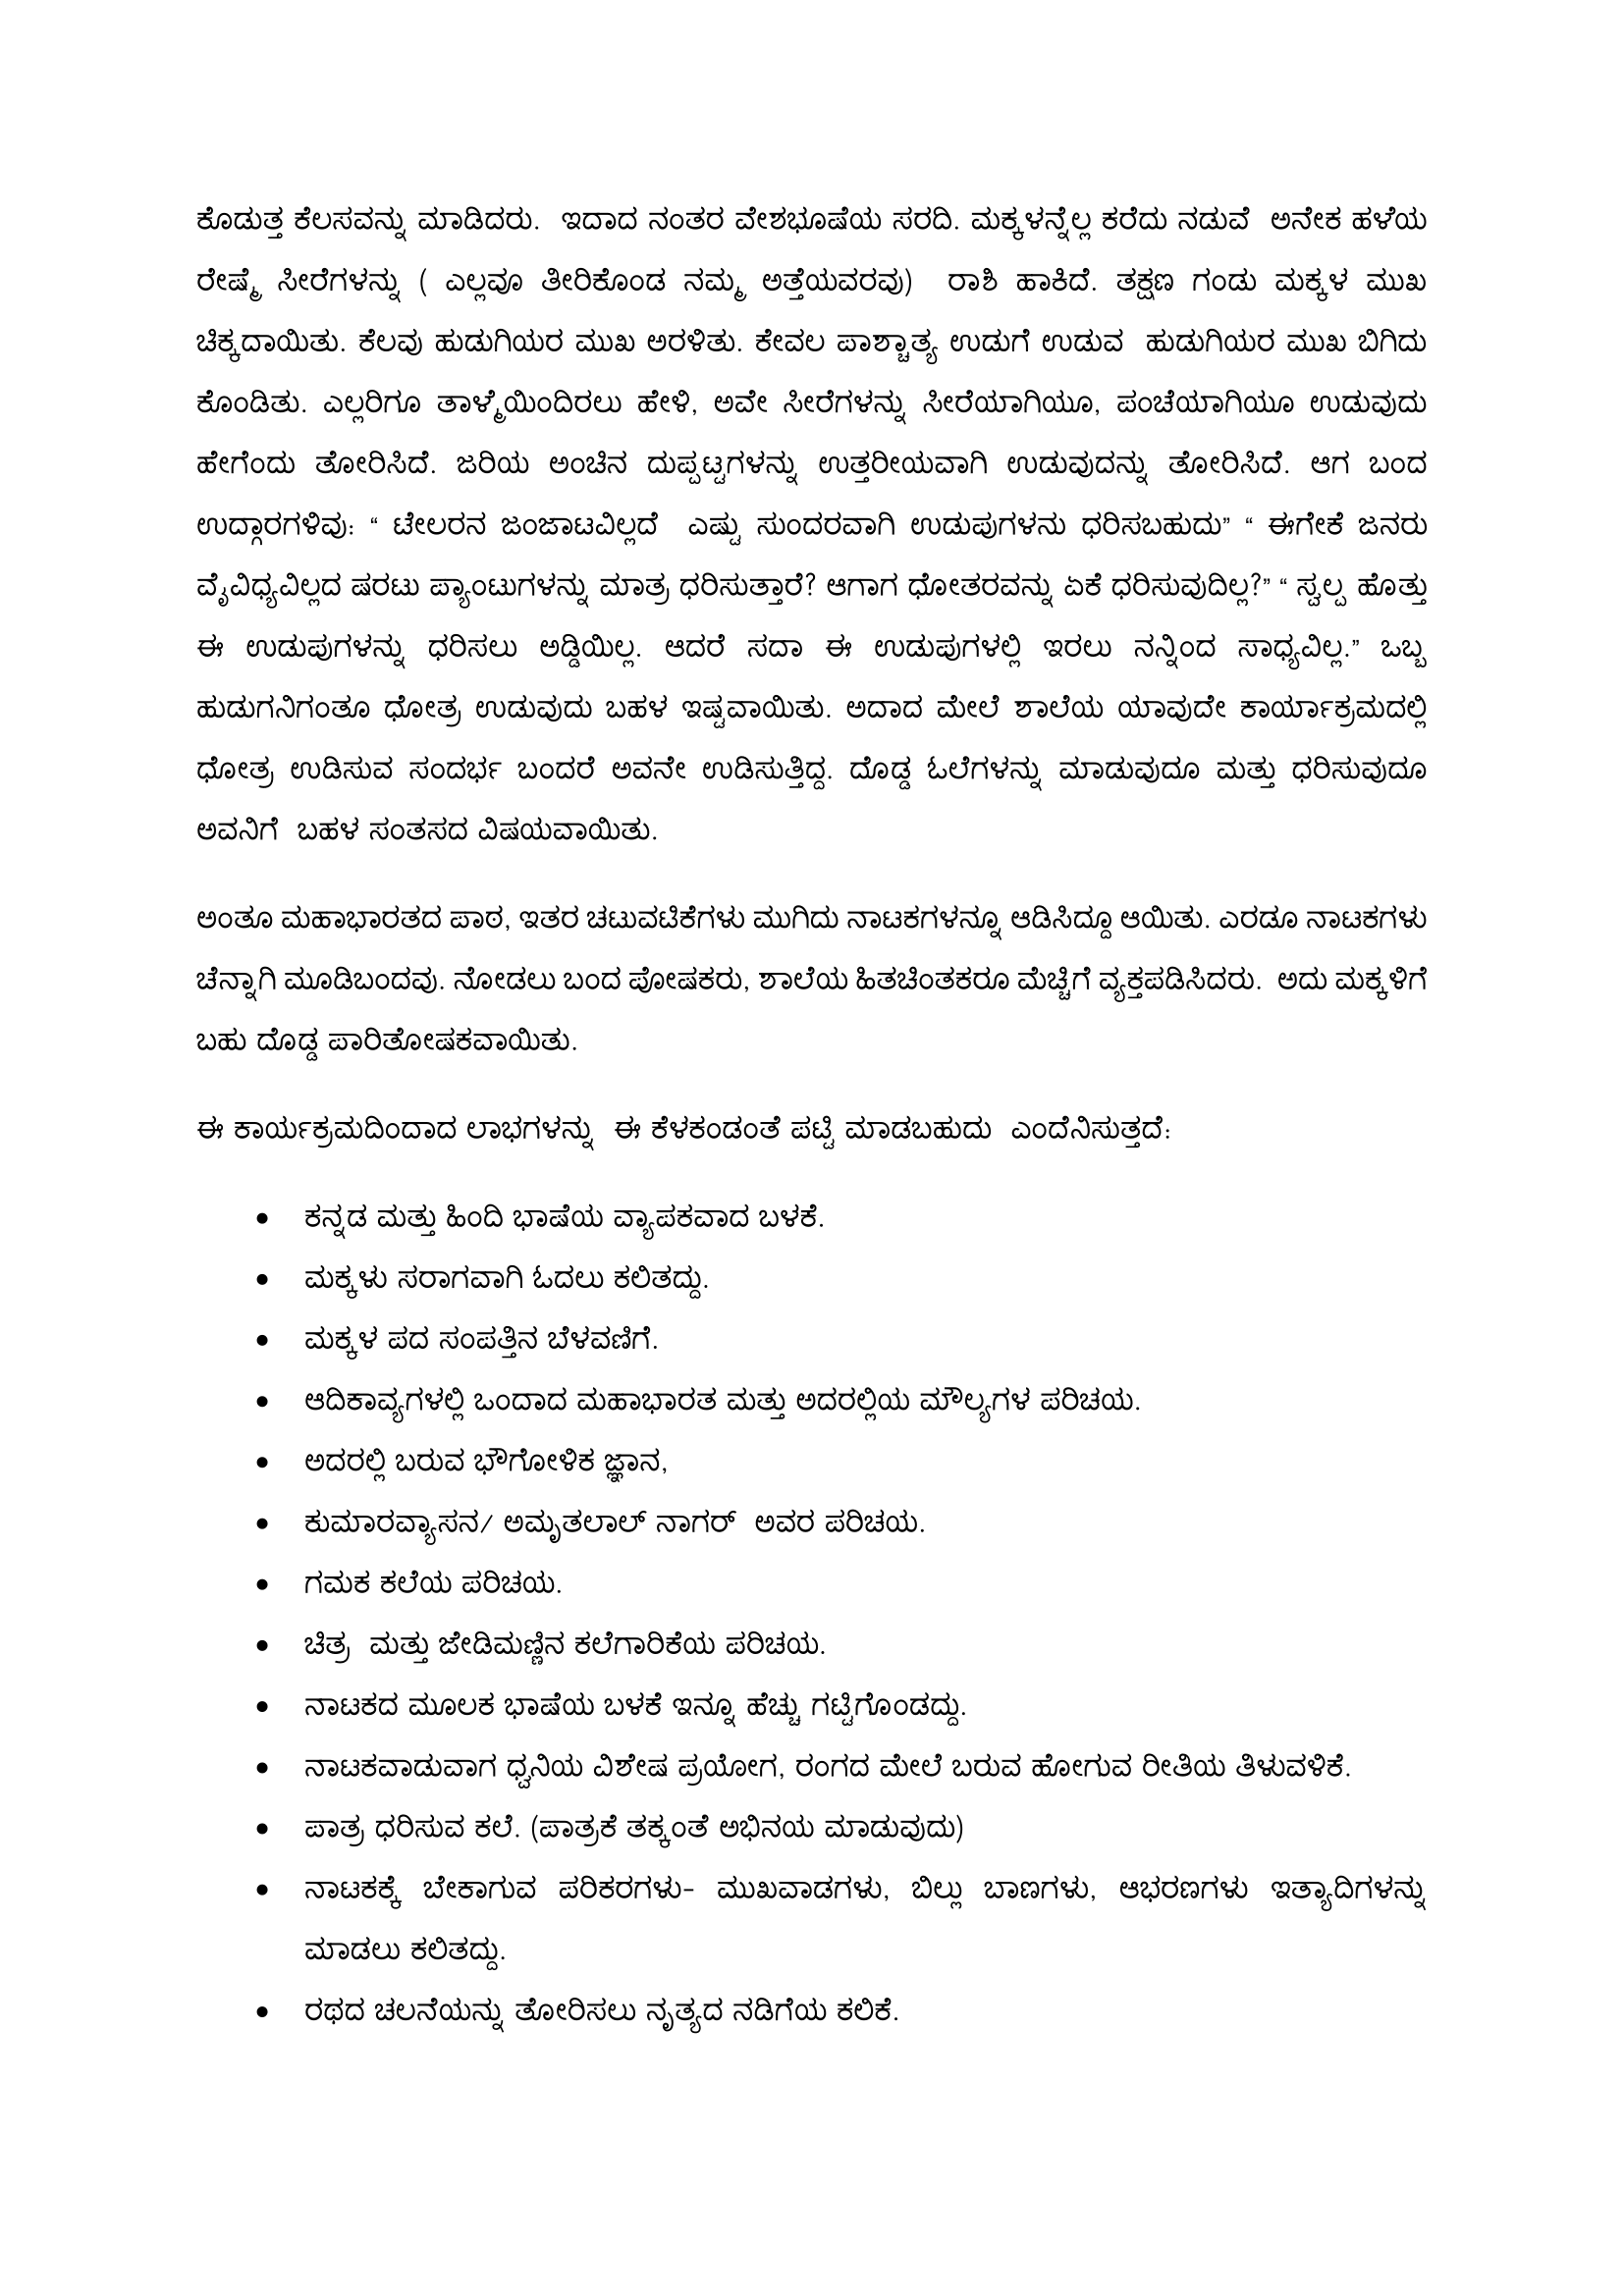 ಕೊಡುತ್ತ ಕೆಲಸವನ್ನು ಮಾಡಿದರು.  ಇದಾದ ನಂತರ ವೇಶಭೂಷೆಯ ಸರದಿ. ಮಕ್ಕಳನ್ನೆಲ್ಲ ಕರೆದು ನಡುವೆ  ಅನೇಕ ಹಳೆಯ
ರೇಷ್ಮೆ ಸೀರೆಗಳನ್ನು ( ಎಲ್ಲವೂ ತೀರಿಕೊಂಡ ನಮ್ಮ ಅತ್ತೆಯವರವು)  ರಾಶಿ ಹಾಕಿದೆ. ತಕ್ಷಣ ಗಂಡು ಮಕ್ಕಳ ಮುಖ
ಚಿಕ್ಕದಾಯಿತು. ಕೆಲವು ಹುಡುಗಿಯರ ಮುಖ ಅರಳಿತು. ಕೇವಲ ಪಾಶ್ಚಾತ್ಯ ಉಡುಗೆ ಉಡುವ  ಹುಡುಗಿಯರ ಮುಖ ಬಿಗಿದು
ಕೊಂಡಿತು. ಎಲ್ಲರಿಗೂ ತಾಳ್ಮೆಯಿಂದಿರಲು ಹೇಳಿ, ಅವೇ ಸೀರೆಗಳನ್ನು ಸೀರೆಯಾಗಿಯೂ, ಪಂಚೆಯಾಗಿಯೂ ಉಡುವುದು
ಹೇಗೆಂದು ತೋರಿಸಿದೆ. ಜರಿಯ ಅಂಚಿನ ದುಪ್ಪಟ್ಟಗಳನ್ನು ಉತ್ತರೀಯವಾಗಿ ಉಡುವುದನ್ನು ತೋರಿಸಿದೆ. ಆಗ ಬಂದ
ಉದ್ಗಾರಗಳಿವು: “ ಟೇಲರನ ಜಂಜಾಟವಿಲ್ಲದೆ  ಎಷ್ಟು ಸುಂದರವಾಗಿ ಉಡುಪುಗಳನು ಧರಿಸಬಹುದು” “ ಈಗೇಕೆ ಜನರು
ವೈವಿಧ್ಯವಿಲ್ಲದ ಷರಟು ಪ್ಯಾಂಟುಗಳನ್ನು ಮಾತ್ರ ಧರಿಸುತ್ತಾರೆ? ಆಗಾಗ ಧೋತರವನ್ನು ಏಕೆ ಧರಿಸುವುದಿಲ್ಲ?” “ ಸ್ವಲ್ಪ ಹೊತ್ತು
ಈ ಉಡುಪುಗಳನ್ನು ಧರಿಸಲು ಅಡ್ಡಿಯಿಲ್ಲ. ಆದರೆ ಸದಾ ಈ ಉಡುಪುಗಳಲ್ಲಿ ಇರಲು ನನ್ನಿಂದ ಸಾಧ್ಯವಿಲ್ಲ.” ಒಬ್ಬ
ಹುಡುಗನಿಗಂತೂ ಧೋತ್ರ ಉಡುವುದು ಬಹಳ ಇಷ್ಟವಾಯಿತು. ಅದಾದ ಮೇಲೆ ಶಾಲೆಯ ಯಾವುದೇ ಕಾರ್ಯಾಕ್ರಮದಲ್ಲಿ
ಧೋತ್ರ ಉಡಿಸುವ ಸಂದರ್ಭ ಬಂದರೆ ಅವನೇ ಉಡಿಸುತ್ತಿದ್ದ. ದೊಡ್ಡ ಓಲೆಗಳನ್ನು ಮಾಡುವುದೂ ಮತ್ತು ಧರಿಸುವುದೂ
ಅವನಿಗೆ  ಬಹಳ ಸಂತಸದ ವಿಷಯವಾಯಿತು.
ಅಂತೂ ಮಹಾಭಾರತದ ಪಾಠ, ಇತರ ಚಟುವಟಿಕೆಗಳು ಮುಗಿದು ನಾಟಕಗಳನ್ನೂ ಆಡಿಸಿದ್ದೂ ಆಯಿತು. ಎರಡೂ ನಾಟಕಗಳು
ಚೆನ್ನಾಗಿ ಮೂಡಿಬಂದವು. ನೋಡಲು ಬಂದ ಪೋಷಕರು, ಶಾಲೆಯ ಹಿತಚಿಂತಕರೂ ಮೆಚ್ಚಿಗೆ ವ್ಯಕ್ತಪಡಿಸಿದರು.  ಅದು ಮಕ್ಕಳಿಗೆ
ಬಹು ದೊಡ್ಡ ಪಾರಿತೋಷಕವಾಯಿತು.
ಈ ಕಾರ್ಯಕ್ರಮದಿಂದಾದ ಲಾಭಗಳನ್ನು  ಈ ಕೆಳಕಂಡಂತೆ ಪಟ್ಟಿ ಮಾಡಬಹುದು  ಎಂದೆನಿಸುತ್ತದೆ:
• ಕನ್ನಡ ಮತ್ತು ಹಿಂದಿ ಭಾಷೆಯ ವ್ಯಾಪಕವಾದ ಬಳಕೆ.
• ಮಕ್ಕಳು ಸರಾಗವಾಗಿ ಓದಲು ಕಲಿತದ್ದು.
• ಮಕ್ಕಳ ಪದ ಸಂಪತ್ತಿನ ಬೆಳವಣಿಗೆ.
• ಆದಿಕಾವ್ಯಗಳಲ್ಲಿ ಒಂದಾದ ಮಹಾಭಾರತ ಮತ್ತು ಅದರಲ್ಲಿಯ ಮೌಲ್ಯಗಳ ಪರಿಚಯ.
• ಅದರಲ್ಲಿ ಬರುವ ಭೌಗೋಳಿಕ ಜ್ಞಾನ,
• ಕುಮಾರವ್ಯಾಸನ/ ಅಮೃತಲಾಲ್ ನಾಗರ್  ಅವರ ಪರಿಚಯ.
• ಗಮಕ ಕಲೆಯ ಪರಿಚಯ.
• ಚಿತ್ರ  ಮತ್ತು ಜೇಡಿಮಣ್ಣಿನ ಕಲೆಗಾರಿಕೆಯ ಪರಿಚಯ.
• ನಾಟಕದ ಮೂಲಕ ಭಾಷೆಯ ಬಳಕೆ ಇನ್ನೂ ಹೆಚ್ಚು ಗಟ್ಟಿಗೊಂಡದ್ದು.
• ನಾಟಕವಾಡುವಾಗ ಧ್ವನಿಯ ವಿಶೇಷ ಪ್ರಯೋಗ, ರಂಗದ ಮೇಲೆ ಬರುವ ಹೋಗುವ ರೀತಿಯ ತಿಳುವಳಿಕೆ.
• ಪಾತ್ರ ಧರಿಸುವ ಕಲೆ. (ಪಾತ್ರಕೆ ತಕ್ಕಂತೆ ಅಭಿನಯ ಮಾಡುವುದು)
• ನಾಟಕಕ್ಕೆ ಬೇಕಾಗುವ ಪರಿಕರಗಳು- ಮುಖವಾಡಗಳು, ಬಿಲ್ಲು ಬಾಣಗಳು, ಆಭರಣಗಳು ಇತ್ಯಾದಿಗಳನ್ನು
ಮಾಡಲು ಕಲಿತದ್ದು.
• ರಥದ ಚಲನೆಯನ್ನು ತೋರಿಸಲು ನೃತ್ಯದ ನಡಿಗೆಯ ಕಲಿಕೆ.